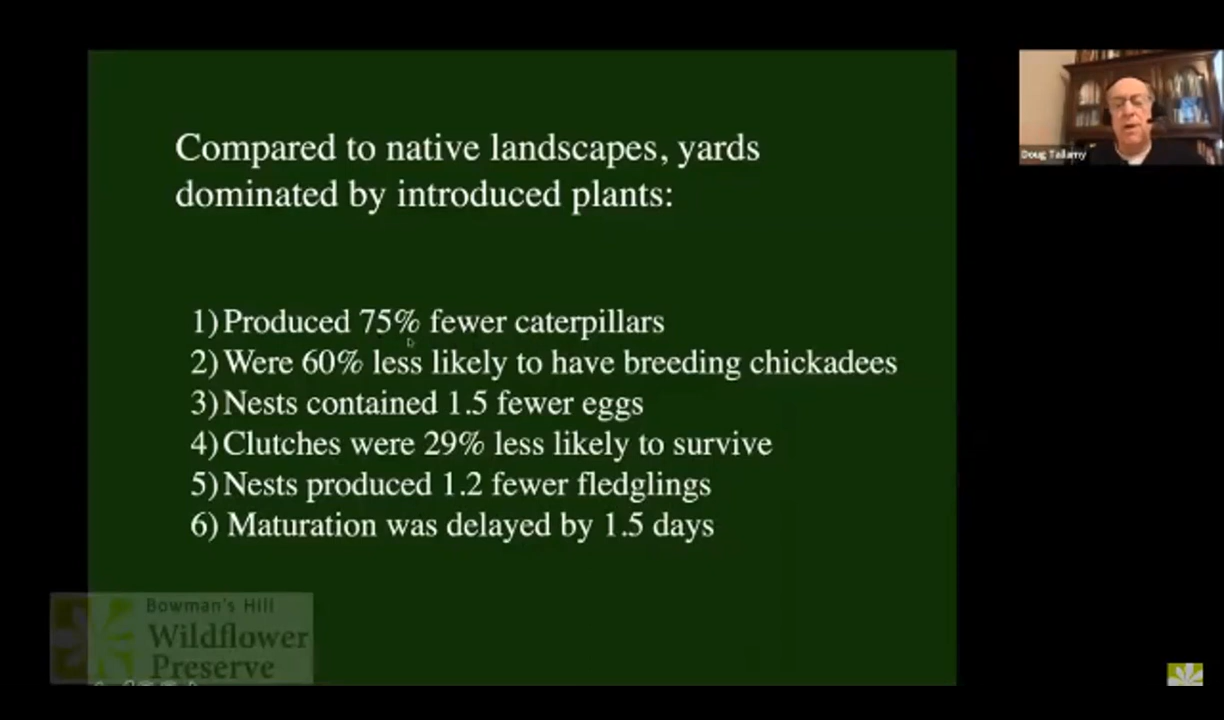 Compared to native landscapes, yards
dominated by introduced plants:
1) Produced 75% fewer caterpillars
2) Were 60% less likely to have breeding chickadees
3) Nests contained 1.5 fewer eggs
4) Clutches were 29% less likely to survive
5) Nests produced 1.2 fewer fledglings
6) Maturation was delayed by 1.5 days
Doug Tallamy
Bowman's Hill
Wildflower
Preserve